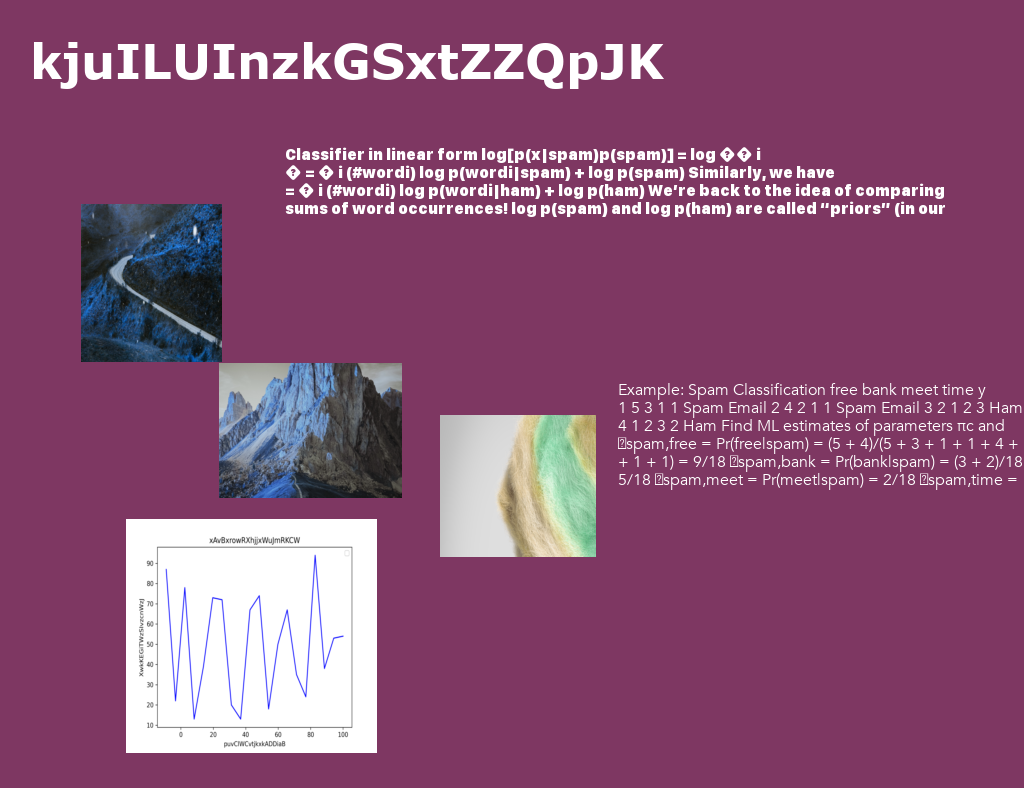 kjuILUInzkGSxtZZQpJK
Classifier in linear form log[p(x|spam)p(spam)] = log �� i
� = � i (#wordi) log p(wordi|spam) + log p(spam) Similarly, we have
= � i (#wordi) log p(wordi|ham) + log p(ham) We’re back to the idea of comparing
sums of word occurrences! log p(spam) and log p(ham) are called “priors” (in our
Example: Spam Classification free bank meet time y
1 5 3 1 1 Spam Email 2 4 2 1 1 Spam Email 3 2 1 2 3 Ham
4 1 2 3 2 Ham Find ML estimates of parameters πc and
spam,free = Pr(free|spam) = (5 + 4)/(5 + 3 + 1 + 1 + 4 +
+ 1 + 1) = 9/18 spam,bank = Pr(bank|spam) = (3 + 2)/18
5/18 spam,meet = Pr(meet|spam) = 2/18 spam,time =
xAvBxrowRXhjjxWuJmRKCW
90
80
70
60
50
40
30
20
10
0 20 40 60 80 100
puvClWCvtjkxkADDiaB